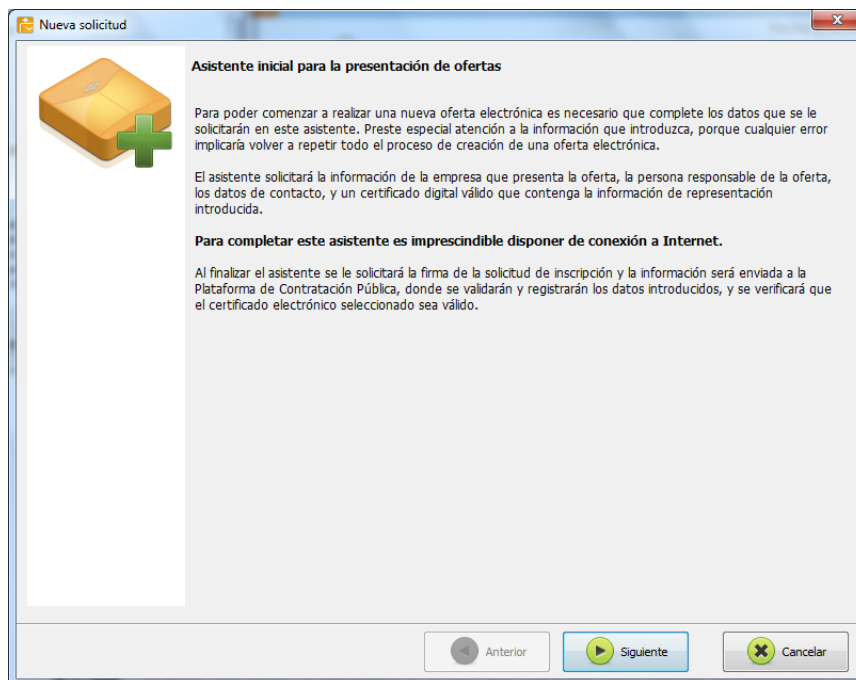 Nueva solicitud
Asistente inicial para la presentación de ofertas
Para poder comenzar a realizar una nueva oferta electrónica es necesario que complete los datos que se le
solicitarán en este asistente. Preste especial atención a la información que introduzca, porque cualquier error
implicaría volver a repetir todo el proceso de creación de una oferta electrónica.
El asistente solicitará la información de la empresa que presenta la oferta, la persona responsable de la oferta,
los datos de contacto, y un certificado digital válido que contenga la información de representación
introducida.
Para completar este asistente es imprescindible disponer de conexión a Internet.
Al finalizar el asistente se le solicitará la firma de la solicitud de inscripción y la información será enviada a la
Plataforma de Contratación Pública, donde se validarán y registrarán los datos introducidos, y se verificará que
el certificado electrónico seleccionado sea válido.
Anterior Siguiente Cancelar